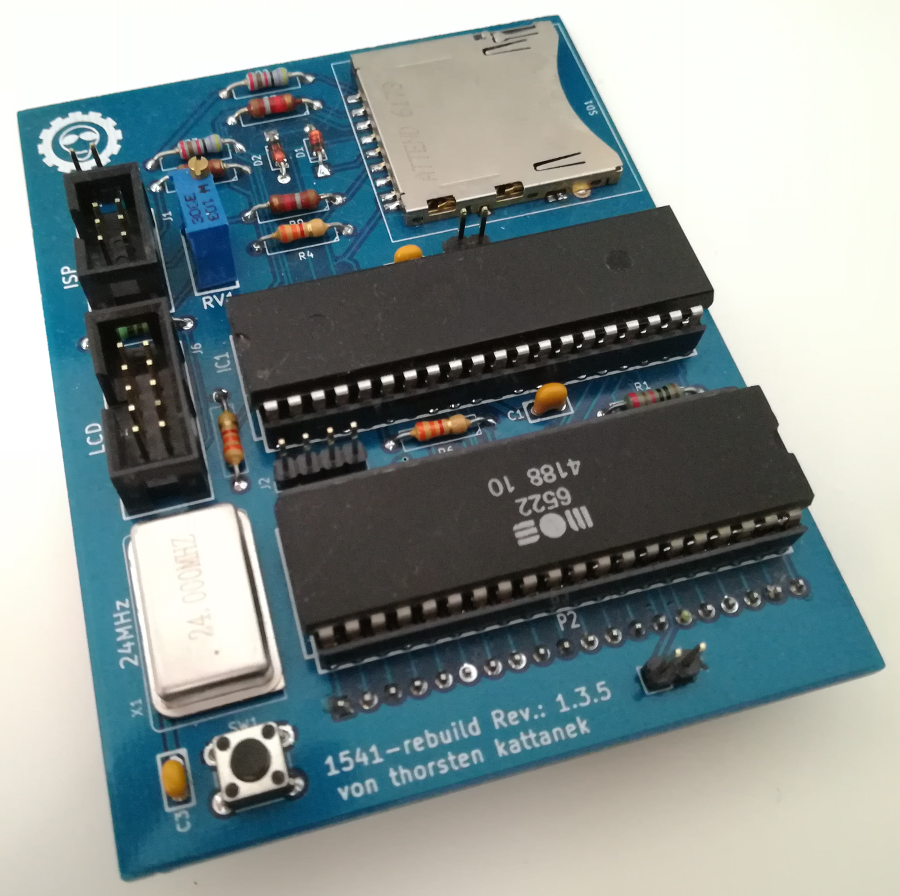 SD1
ATTEN
D2
D1
J1
ISP
R4
RV1
J6
IC1
LCD
C1
R1
J2
6522
4188 10
MOS
24MHz
24.000MHZ
X1
P2
SW1
C3
1541-rebuild Rev.: 1.3.5
von thorsten kattanek